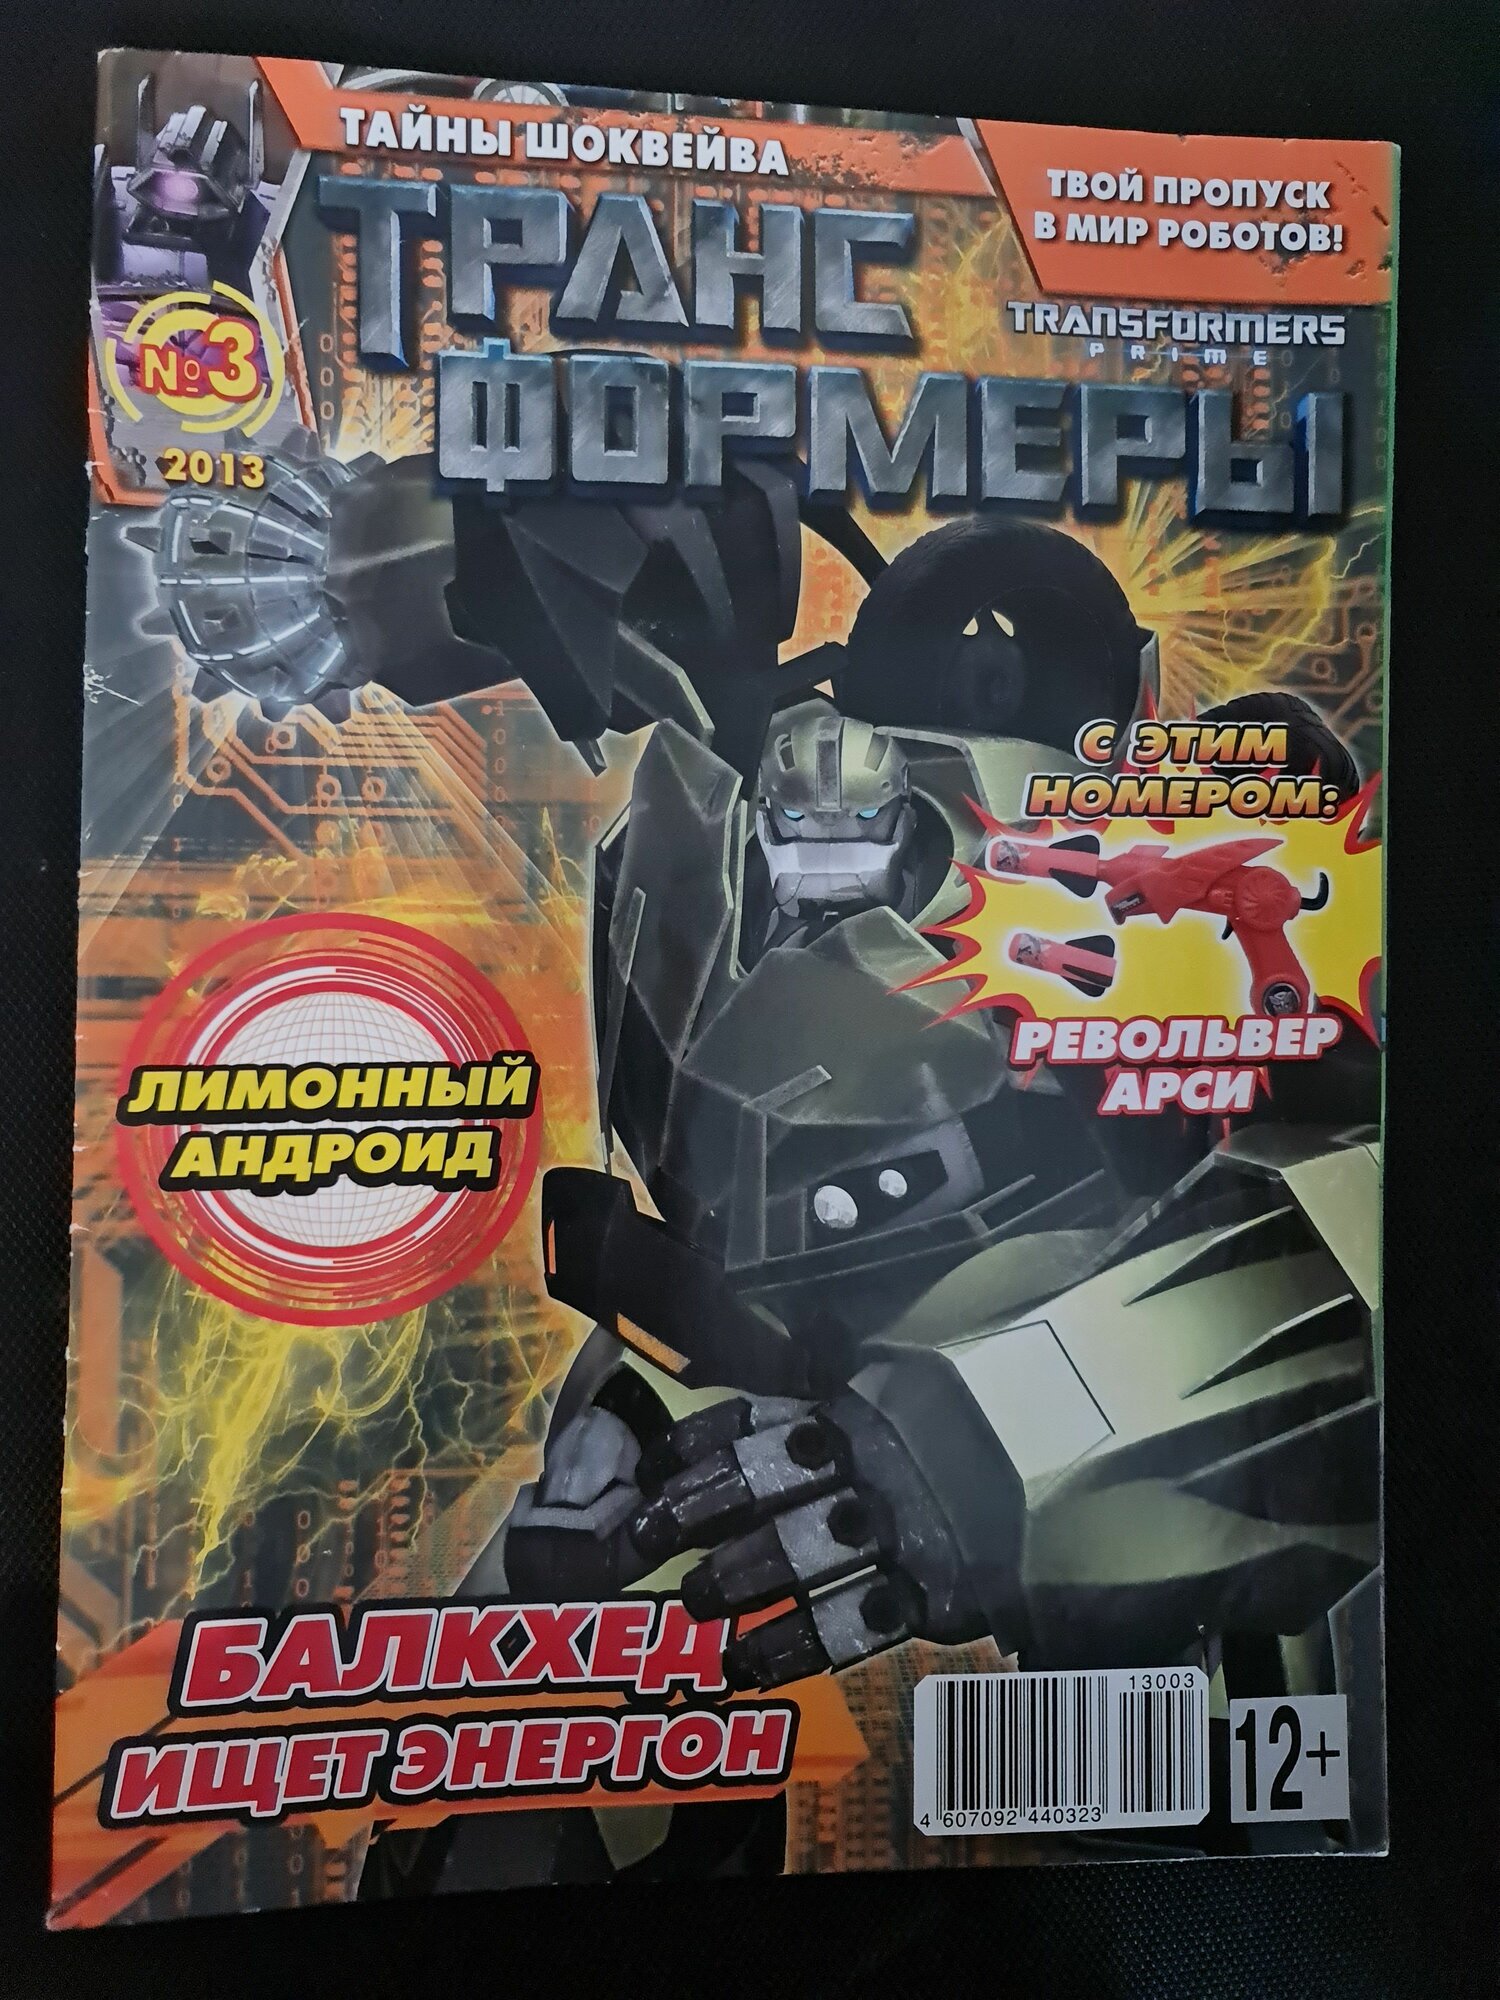 ТАЙНЫ ШОКВЕЙВА
ТВОЙ ПРОПУСК
В МИР РОБОТОВ!
ТРАНС
ФОРМЕРЫ
TRANSFORMERS
PRIME
№3
2013
С ЭТИМ
НОМЕРОМ:
РЕВОЛЬВЕР
АРСИ
ЛИМОННЫЙ
АНДРОИД
БАЛКХЕД
ИЩЕТ ЭНЕРГОН
13003
4 607092 440323
12+